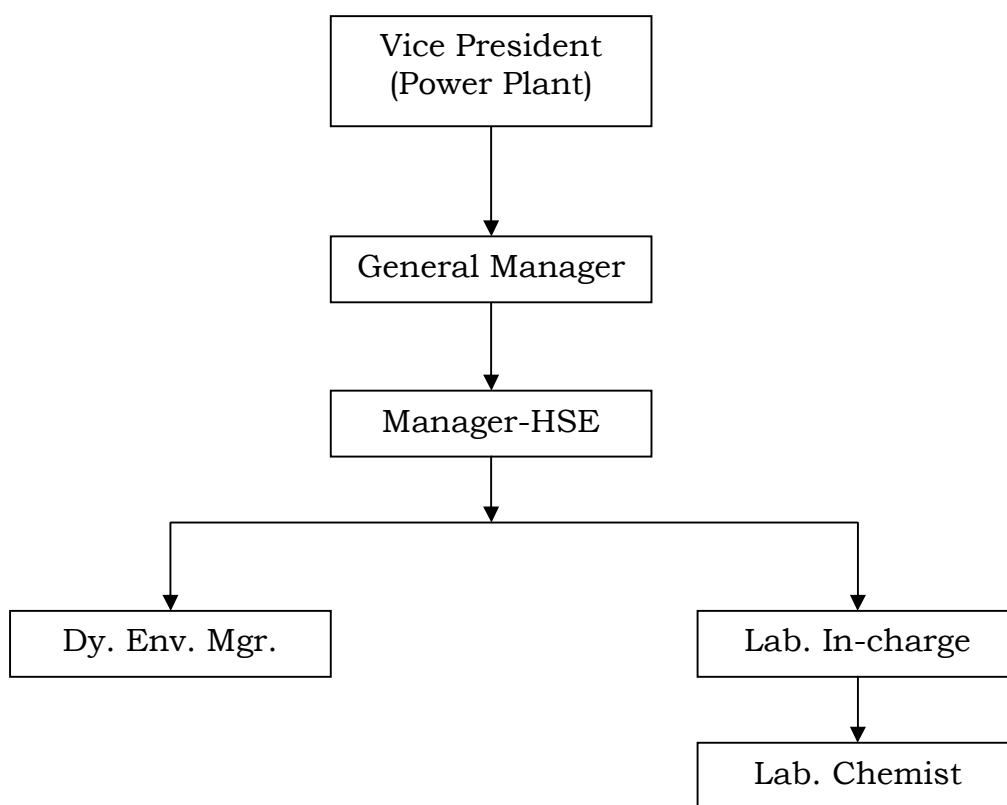 Vice President
(Power Plant)
General Manager
Manager-HSE
Dy. Env. Mgr.
Lab. In-charge
Lab. Chemist